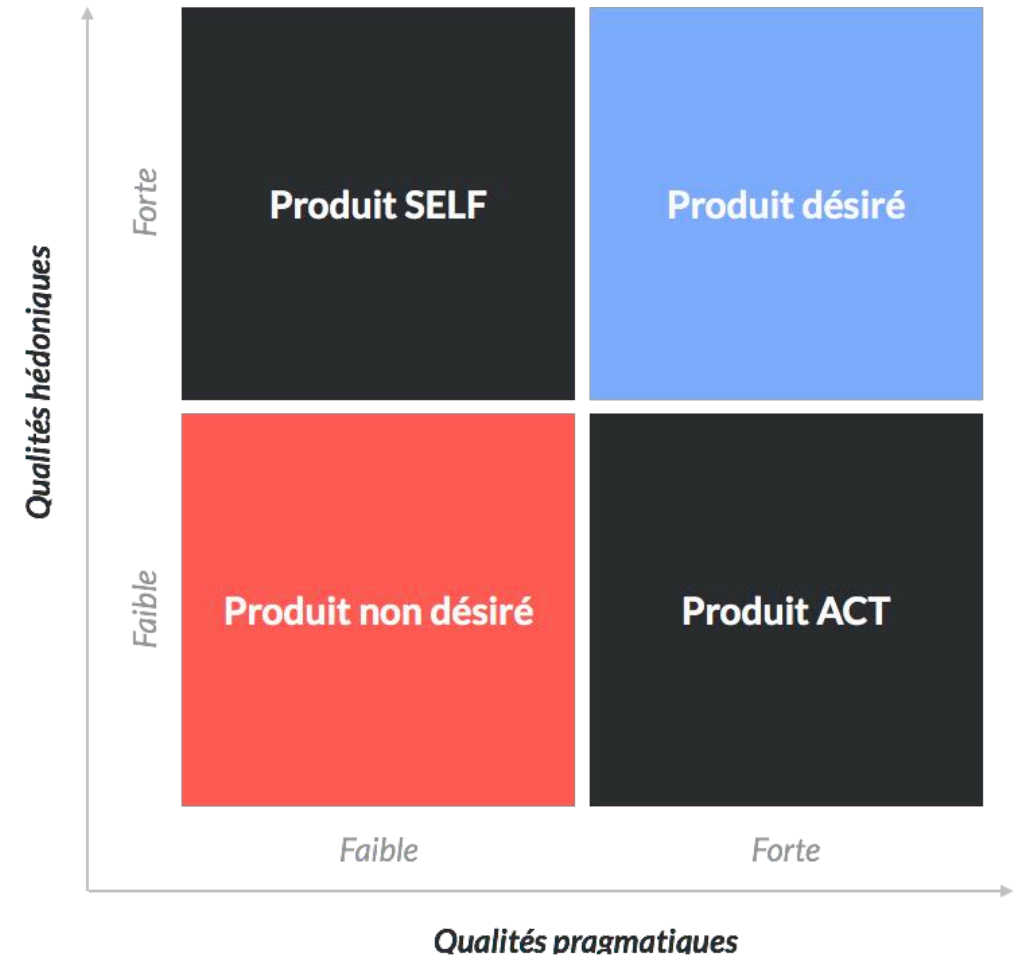 Qualités hédoniques
Forte
Produit SELF
Produit désiré
Faible
Produit non désiré
Produit ACT
Faible
Forte
Qualités pragmatiques